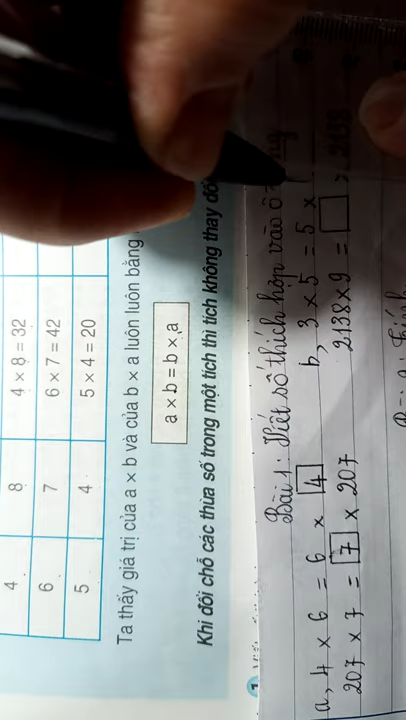 4 8 4 × 8 = 32
6 7 6 × 7 = 42
5 4 5 × 4 = 20
Ta thấy giá trị của a × b và của b × a luôn luôn bằng
a × b = b × a
Khi đổi chỗ các thừa số trong một tích thì tích không thay đổi
Bài 1: Viết số thích hợp vào ô
a, 4 × 6 = 6 × 4 b, 3 × 5 = 5 ×
207 × 7 = 7 × 207 2138 × 9 = × 2138